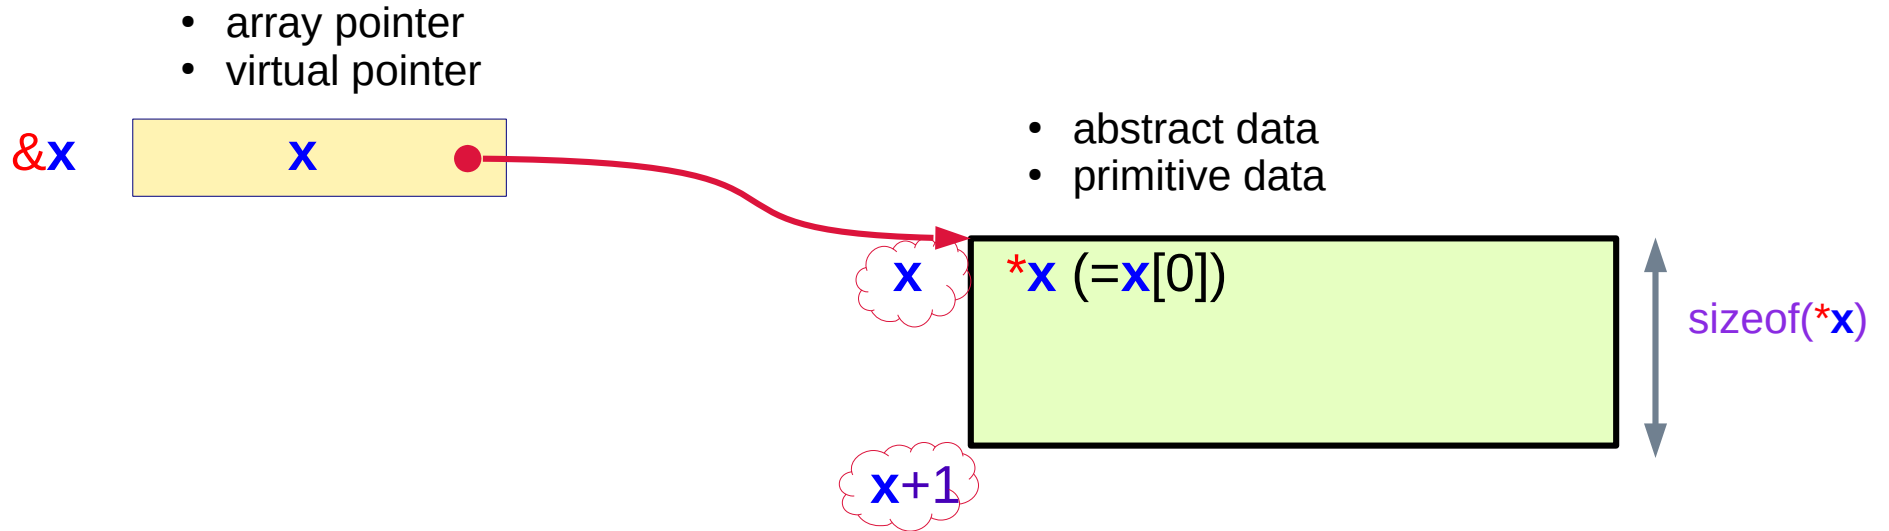 • array pointer
• virtual pointer
&x
x
• abstract data
• primitive data
x
*x (=x[0])
sizeof(*x)
x+1